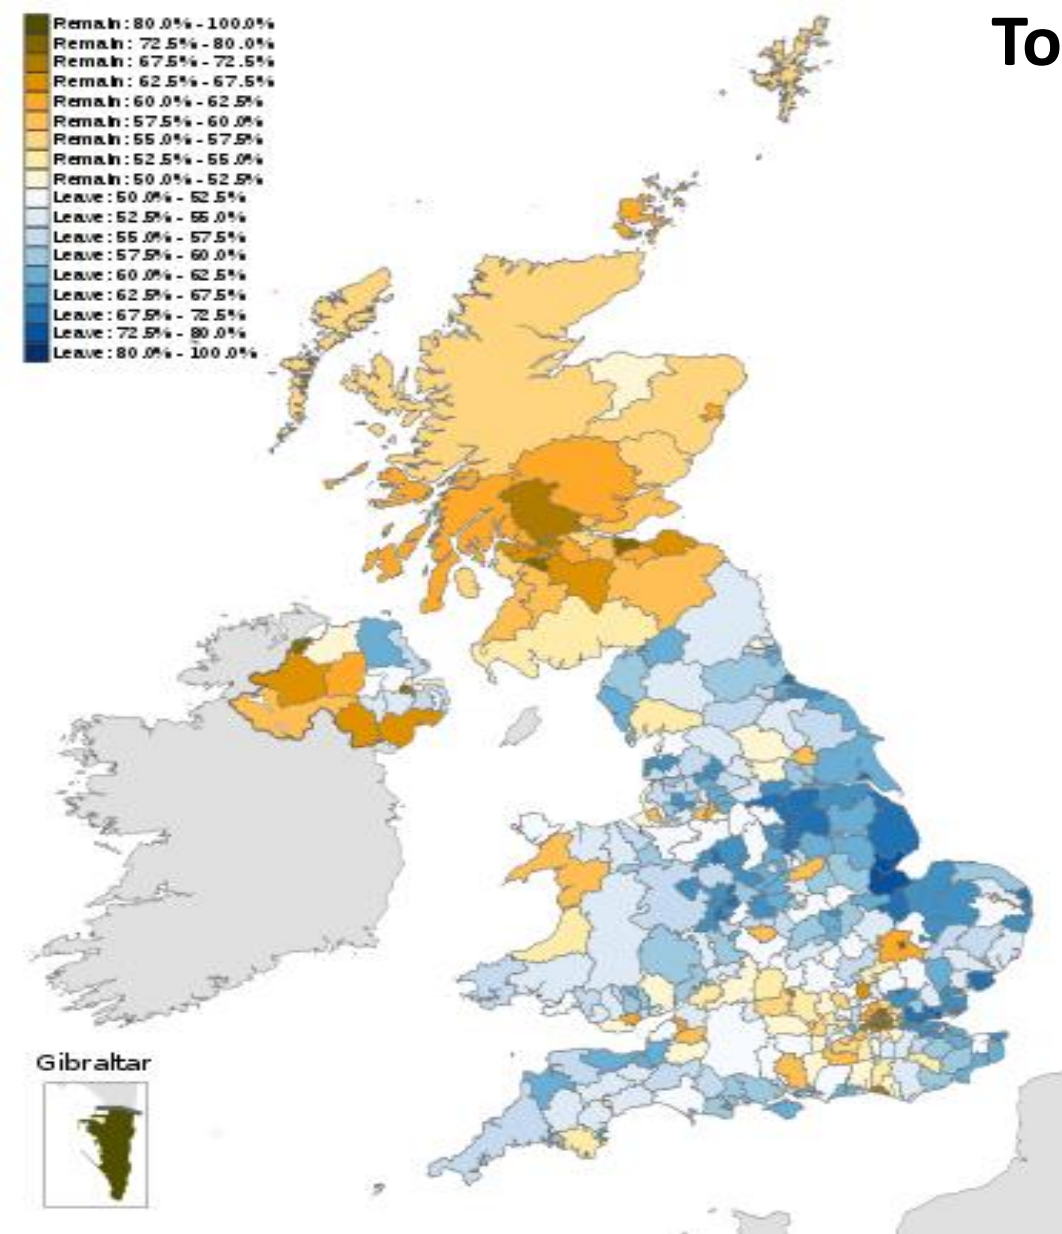 To
Remain: 80.0% - 100.0%
Remain: 72.5% - 80.0%
Remain: 67.5% - 72.5%
Remain: 62.5% - 67.5%
Remain: 60.0% - 62.5%
Remain: 57.5% - 60.0%
Remain: 55.0% - 57.5%
Remain: 52.5% - 55.0%
Remain: 50.0% - 52.5%
Leave: 50.0% - 52.5%
Leave: 52.5% - 55.0%
Leave: 55.0% - 57.5%
Leave: 57.5% - 60.0%
Leave: 60.0% - 62.5%
Leave: 62.5% - 67.5%
Leave: 67.5% - 72.5%
Leave: 72.5% - 80.0%
Leave: 80.0% - 100.0%
Gibraltar